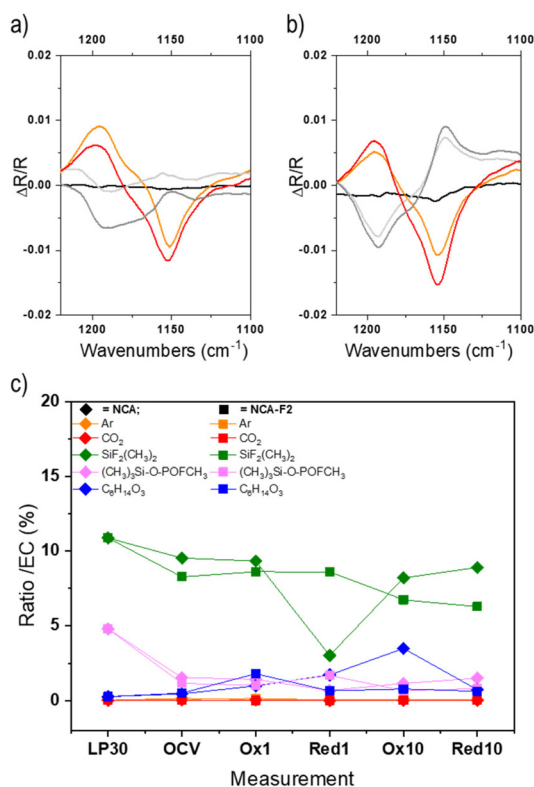 a)
b)
1200 1150 1100
1200 1150 1100
0.02
0.01
0.00
-0.01
-0.02
ΔR/R
1200 1150 1100
Wavenumbers (cm⁻¹)
0.02
0.01
0.00
-0.01
-0.02
ΔR/R
1200 1150 1100
Wavenumbers (cm⁻¹)
c)
20
15
10
5
0
Ratio /EC (%)
= NCA; = NCA-F2
Ar Ar
CO₂ CO₂
SiF₂(CH₃)₂ SiF₂(CH₃)₂
(CH₃)₃Si-O-POFCH₃ (CH₃)₃Si-O-POFCH₃
C₆H₁₄O₃ C₆H₁₄O₃
LP30 OCV Ox1 Red1 Ox10 Red10
Measurement